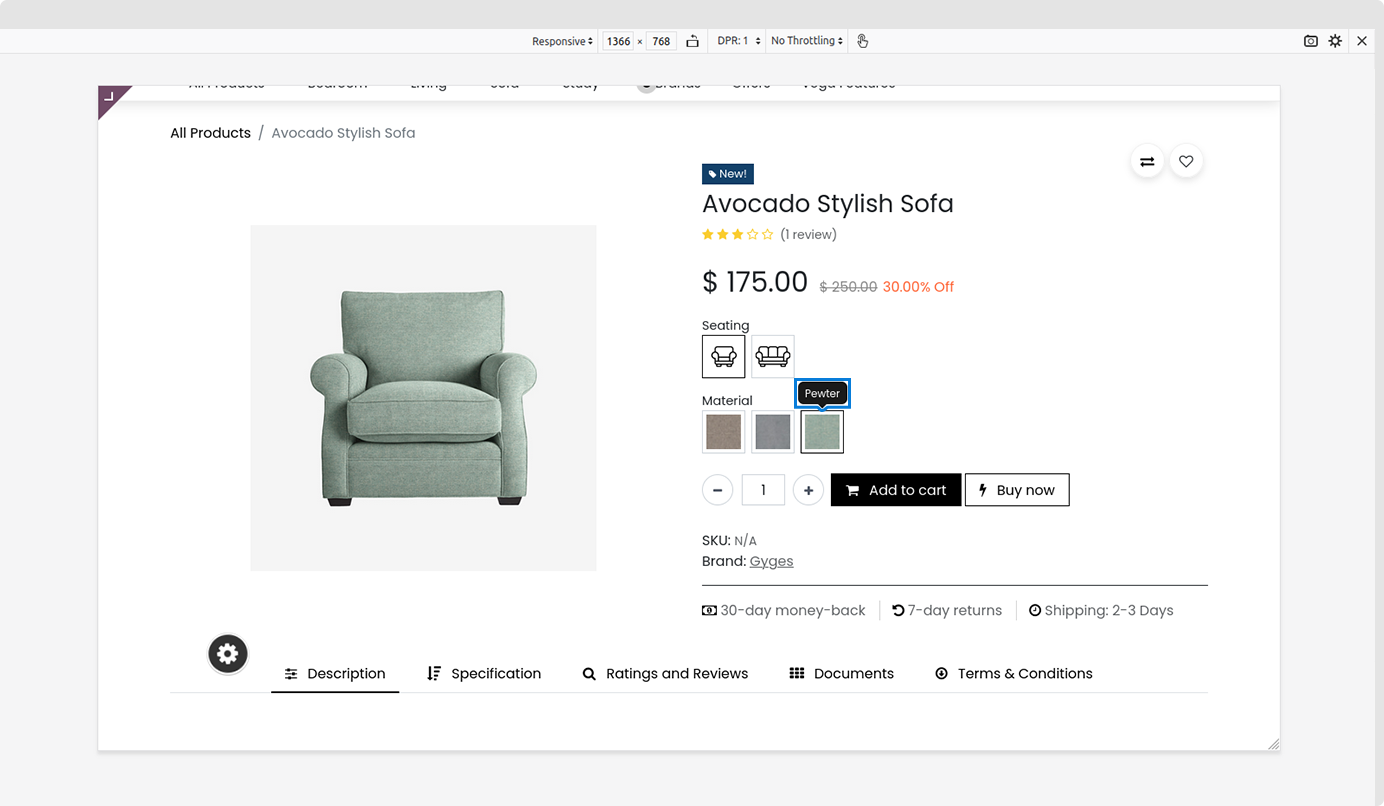 Responsive 1366 × 768 DPR: 1 No Throttling
All Products Bedroom Living Sofa Study Brands Offers Vega Features
All Products / Avocado Stylish Sofa
New!
Avocado Stylish Sofa
(1 review)
$ 175.00 $ 250.00 30.00% Off
Seating
Pewter
Material
1 Add to cart Buy now
SKU: N/A
Brand: Gyges
30-day money-back 7-day returns Shipping: 2-3 Days
Description Specification Ratings and Reviews Documents Terms & Conditions